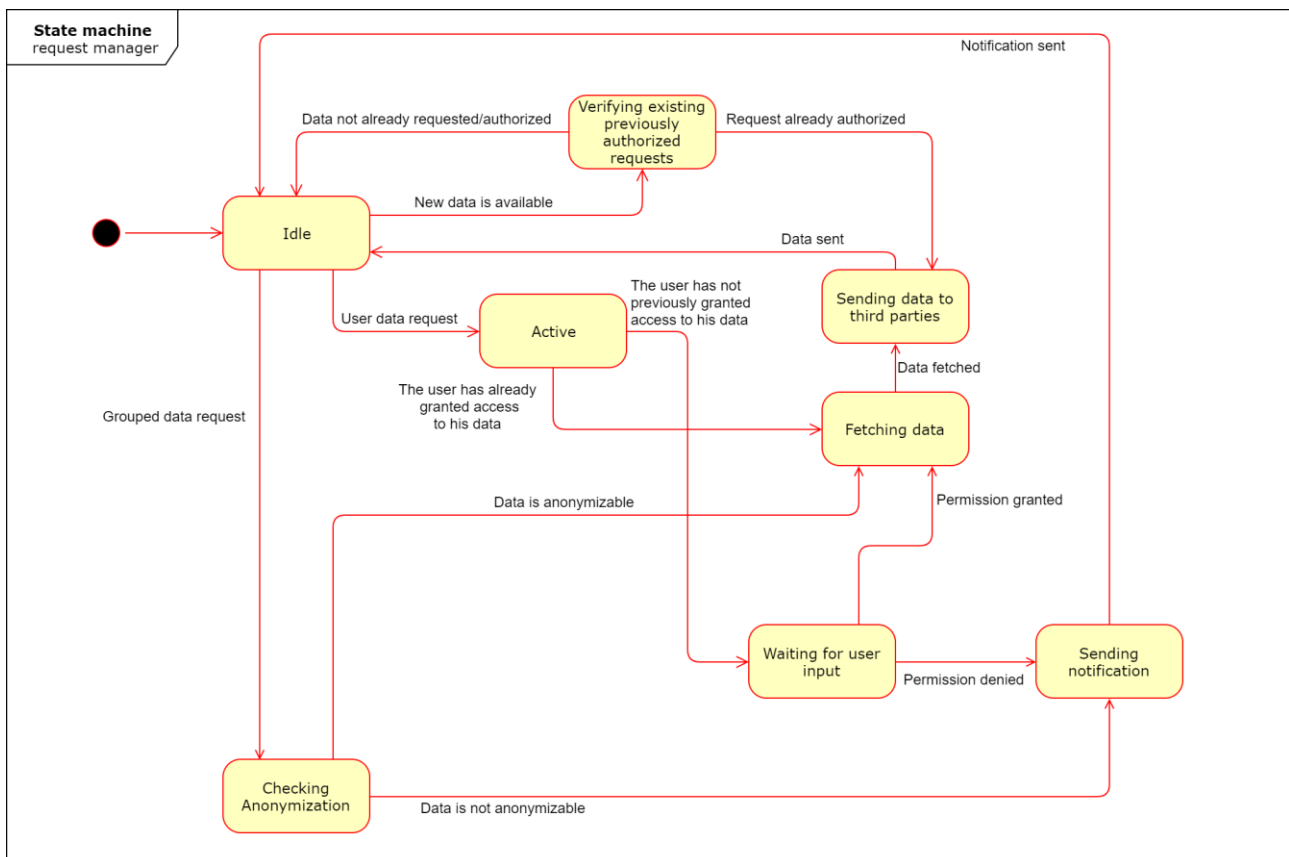 State machine
request manager
Notification sent
Verifying existing
previously
authorized
requests
Data not already requested/authorized
Request already authorized
New data is available
Idle
Data sent
The user has not
previously granted
access to his data
Sending data to
third parties
User data request
Active
Data fetched
The user has already
granted access
to his data
Grouped data request
Fetching data
Data is anonymizable
Permission granted
Waiting for user
input
Sending
notification
Permission denied
Checking
Anonymization
Data is not anonymizable